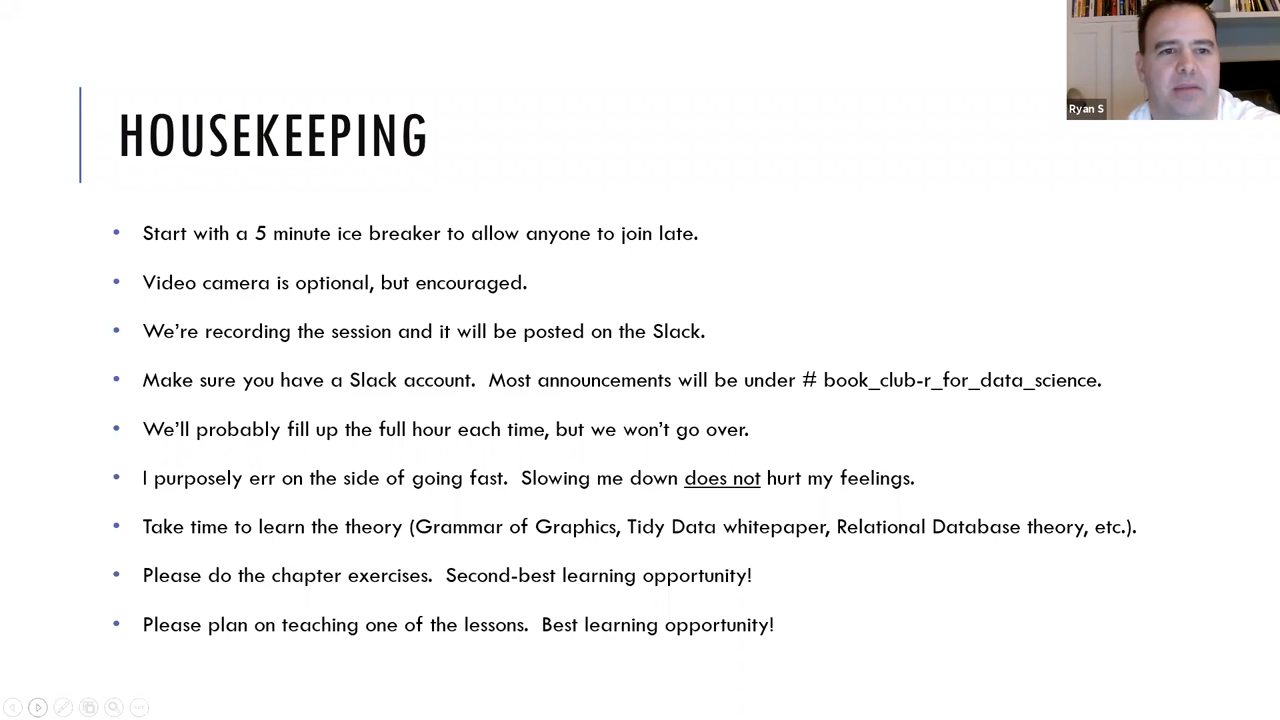 Ryan S
HOUSEKEEPING
• Start with a 5 minute ice breaker to allow anyone to join late.
• Video camera is optional, but encouraged.
• We're recording the session and it will be posted on the Slack.
• Make sure you have a Slack account.  Most announcements will be under # book_club-r_for_data_science.
• We'll probably fill up the full hour each time, but we won't go over.
• I purposely err on the side of going fast.  Slowing me down does not hurt my feelings.
• Take time to learn the theory (Grammar of Graphics, Tidy Data whitepaper, Relational Database theory, etc.).
• Please do the chapter exercises.  Second-best learning opportunity!
• Please plan on teaching one of the lessons.  Best learning opportunity!